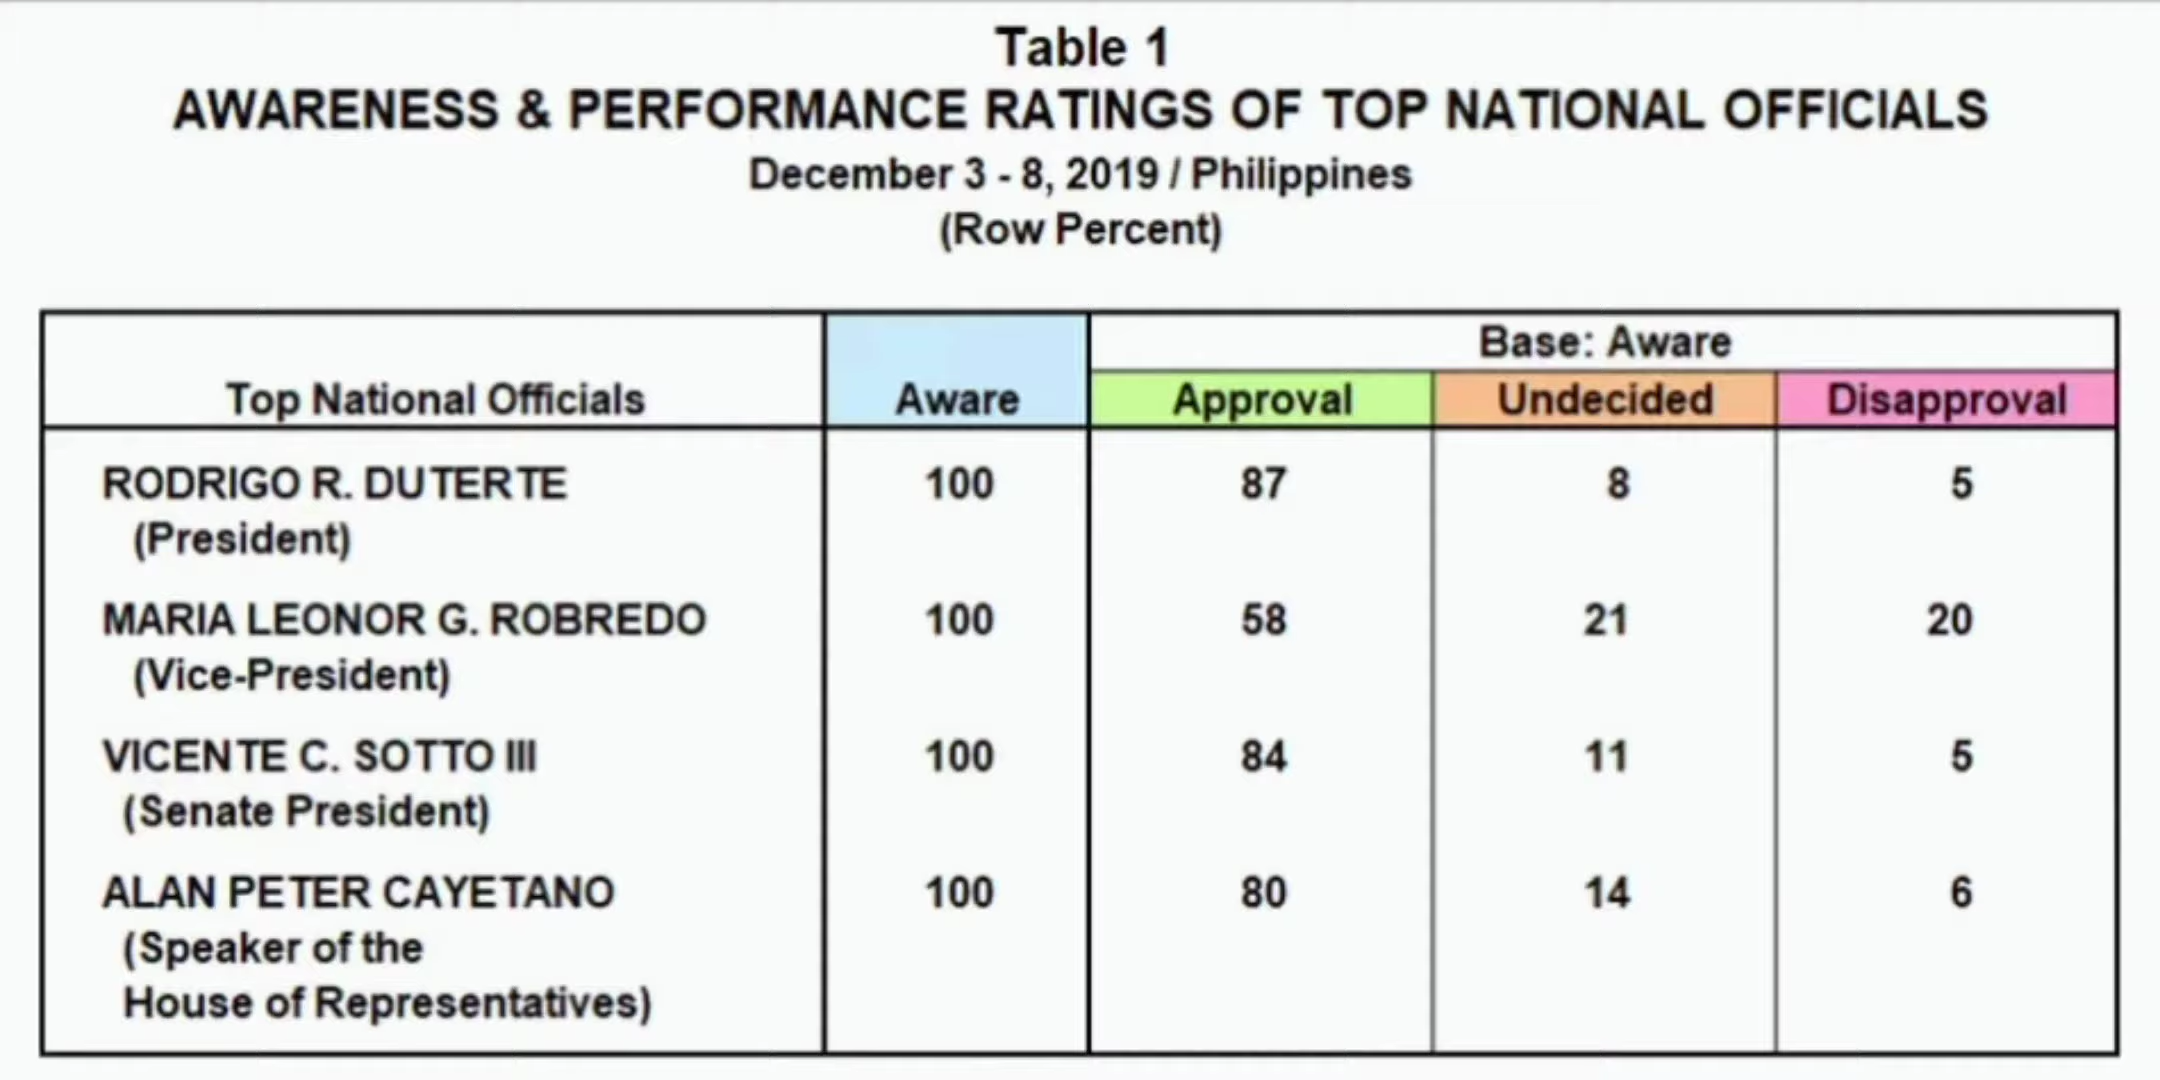 Table 1
AWARENESS & PERFORMANCE RATINGS OF TOP NATIONAL OFFICIALS
December 3 - 8, 2019 / Philippines
(Row Percent)
Base: Aware
Top National Officials Aware Approval Undecided Disapproval
RODRIGO R. DUTERTE 100 87 8 5
(President)
MARIA LEONOR G. ROBREDO 100 58 21 20
(Vice-President)
VICENTE C. SOTTO III 100 84 11 5
(Senate President)
ALAN PETER CAYETANO 100 80 14 6
(Speaker of the
House of Representatives)